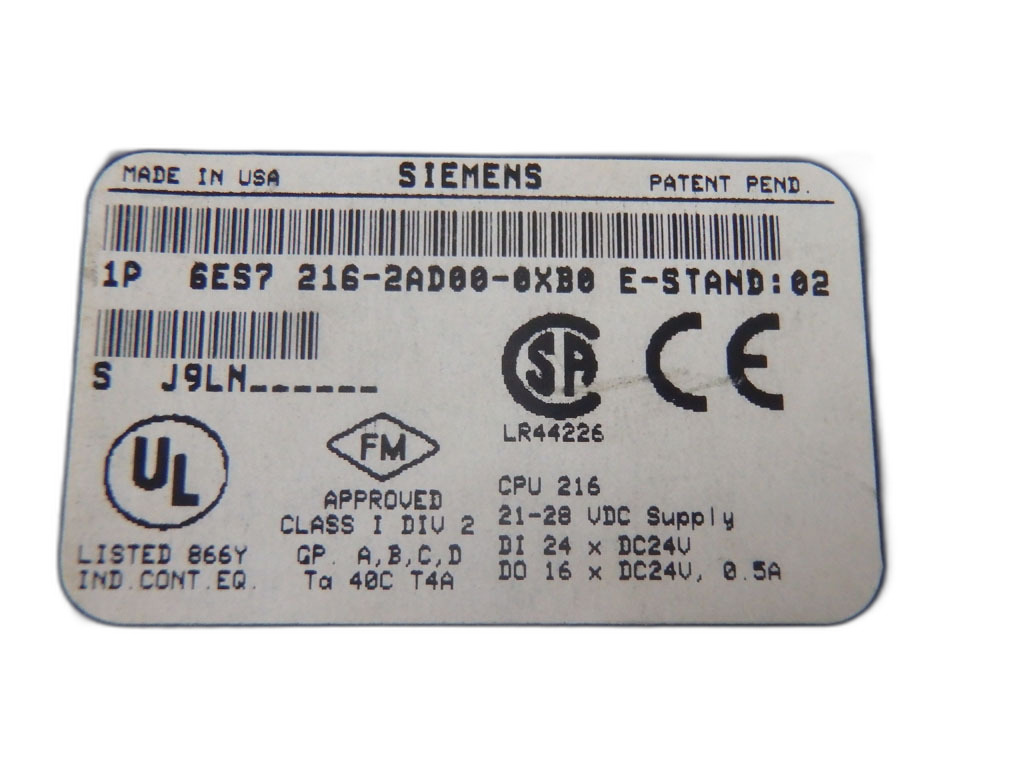 MADE IN USA SIEMENS PATENT PEND.
1P 6ES7 216-2AD00-0XB0 E-STAND:02
S J9LN______
SA
CE
LR44226
UL
FM
APPROVED
CLASS I DIV 2
GP. A,B,C,D
Ta 40C T4A
LISTED 866Y
IND.CONT.EQ.
CPU 216
21-28 VDC Supply
DI 24 x DC24V
DO 16 x DC24V, 0.5A